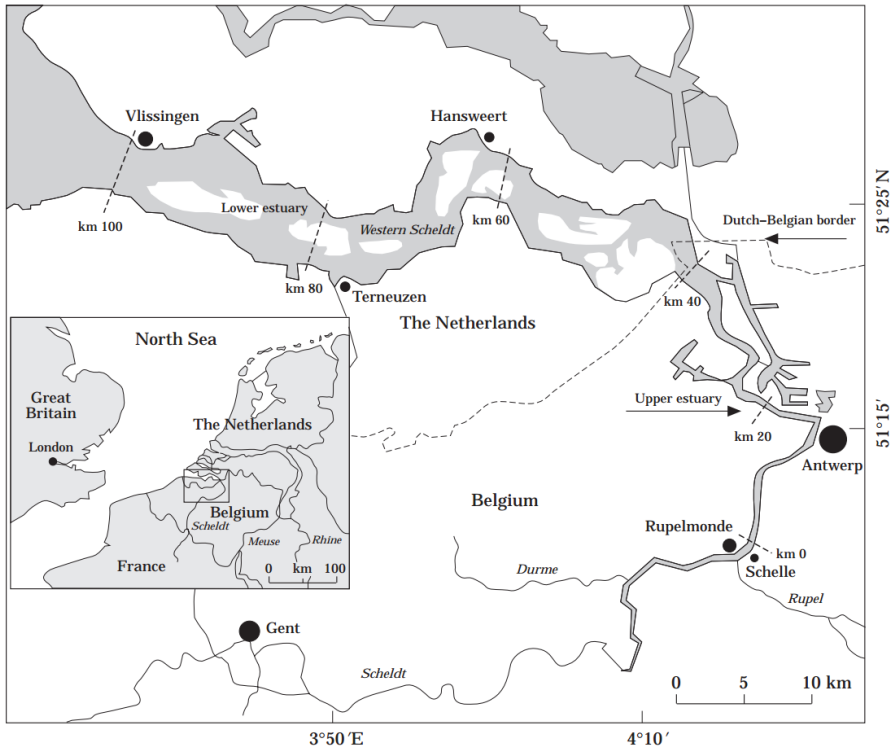 Vlissingen
Hansweert
km 100
Lower estuary
Western Scheldt
km 60
Dutch–Belgian border
51°25′N
km 80
Terneuzen
km 40
The Netherlands
North Sea
Great
Britain
London
The Netherlands
Belgium
Scheldt
Meuse
Rhine
France
0 km 100
Upper estuary
km 20
51°15′
Antwerp
Belgium
Rupelmonde
km 0
Schelle
Durme
Rupel
Gent
Scheldt
0 5 10 km
3°50′E
4°10′